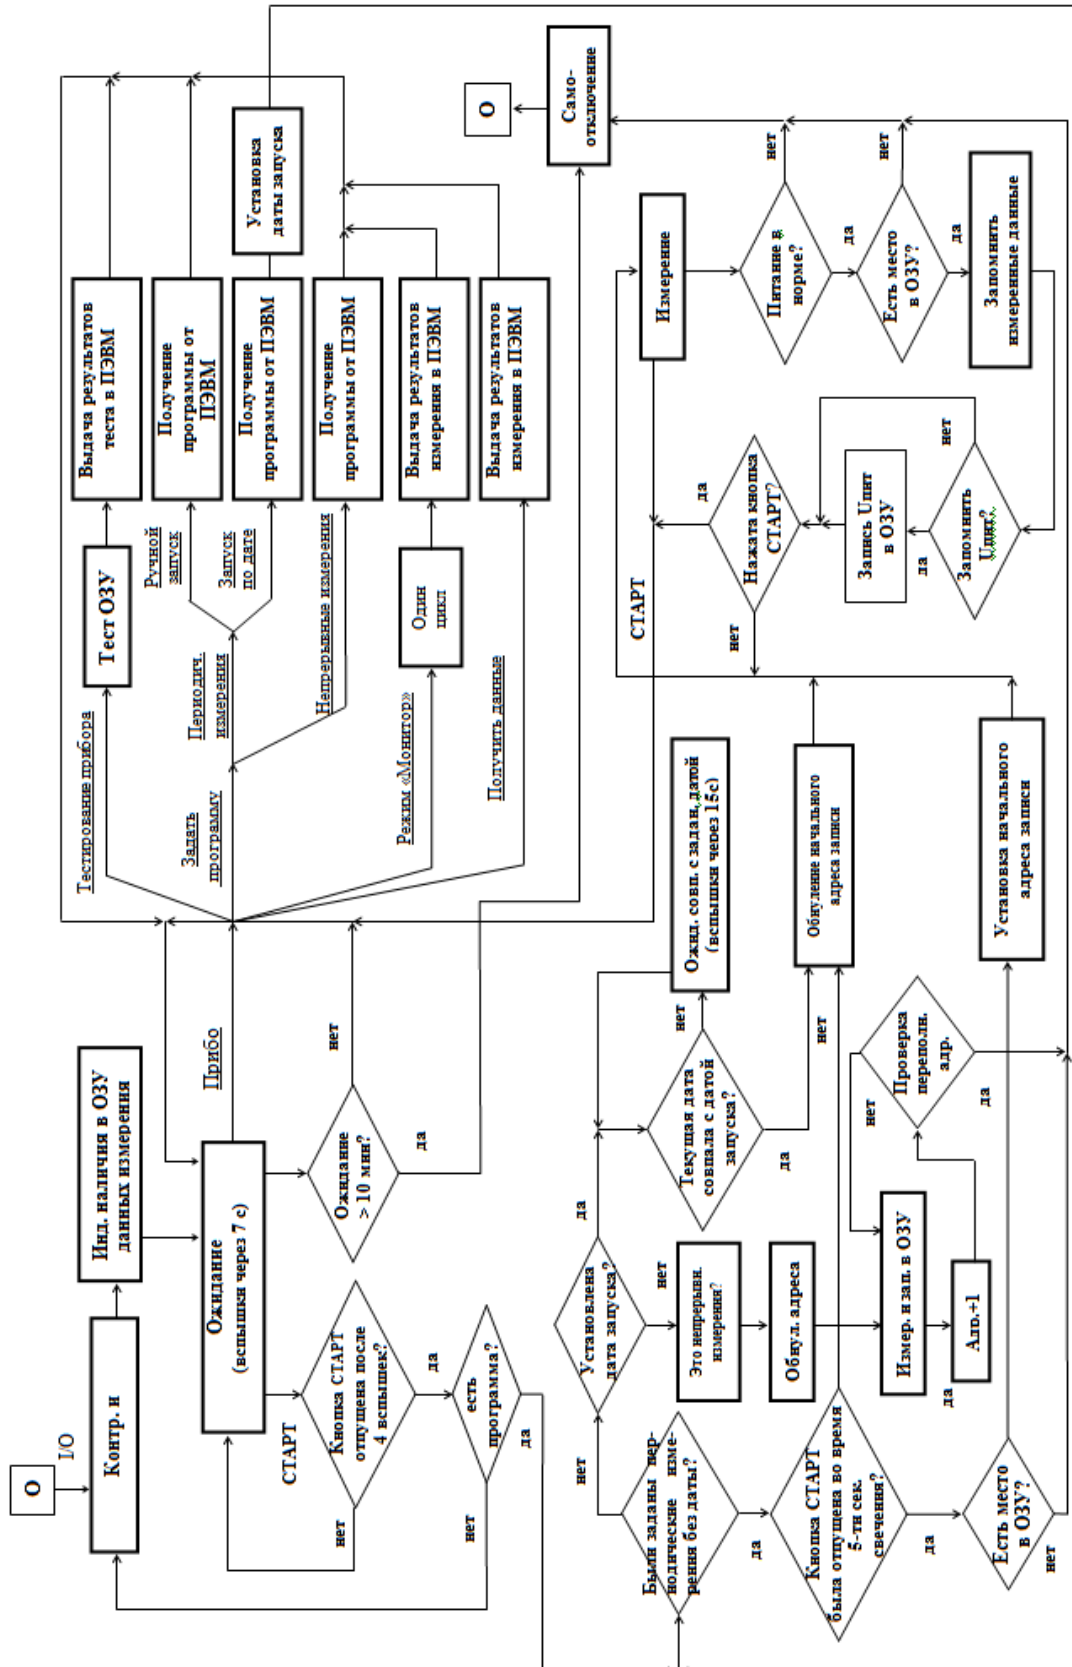 О
I/O
Контр. и
Инд. наличия в ОЗУ
данных измерения
Ожидание
(вспышки через 7 с)
СТАРТ
Кнопка СТАРТ
отпущена после
4 вспышек?
нет
да
есть
программа?
нет
да
Ожидание
> 10 мин?
нет
да
Прибо
Тестирование прибора
Задать
программу
Периодич.
измерения
Ручной
запуск
Запуск
по дате
Непрерывные измерения
Режим «Монитор»
Получить данные
Тест ОЗУ
Один
цикл
Выдача результатов
теста в ПЭВМ
Получение
программы от
ПЭВМ
Получение
программы от ПЭВМ
Получение
программы от ПЭВМ
Выдача результатов
измерения в ПЭВМ
Выдача результатов
измерения в ПЭВМ
Установка
даты запуска
О
Само-
отключение
Были заданы пер-
иодические изме-
рения без даты?
нет
да
Установлена
дата запуска?
да
нет
Это непрерывн.
измерения?
Обнул. адреса
Измер. и зап. в ОЗУ
да
Адр.+1
Проверка
переполн.
адр.
нет
да
Текущая дата
совпала с датой
запуска?
нет
да
Ожид. совп. с задан. датой
(вспышки через 15с)
Кнопка СТАРТ
была отпущена во время
5-ти сек.
свечения?
нет
да
Обнуление начального
адреса записи
Есть место
в ОЗУ?
нет
Установка начального
адреса записи
СТАРТ
Измерение
Питание в
норме?
нет
да
Есть место
в ОЗУ?
нет
да
Запомнить
измеренные данные
Запомнить
Uпит?
нет
да
Запись Uпит
в ОЗУ
Нажата кнопка
СТАРТ?
да
нет